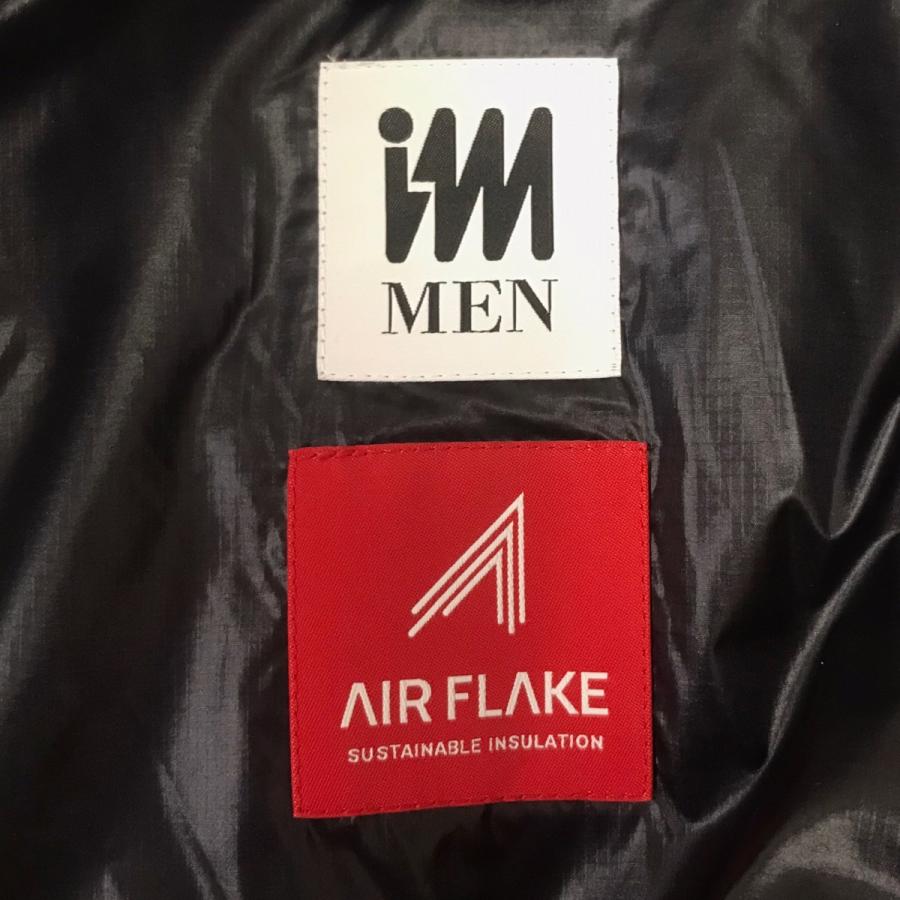 im
MEN
AIR FLAKE
SUSTAINABLE INSULATION